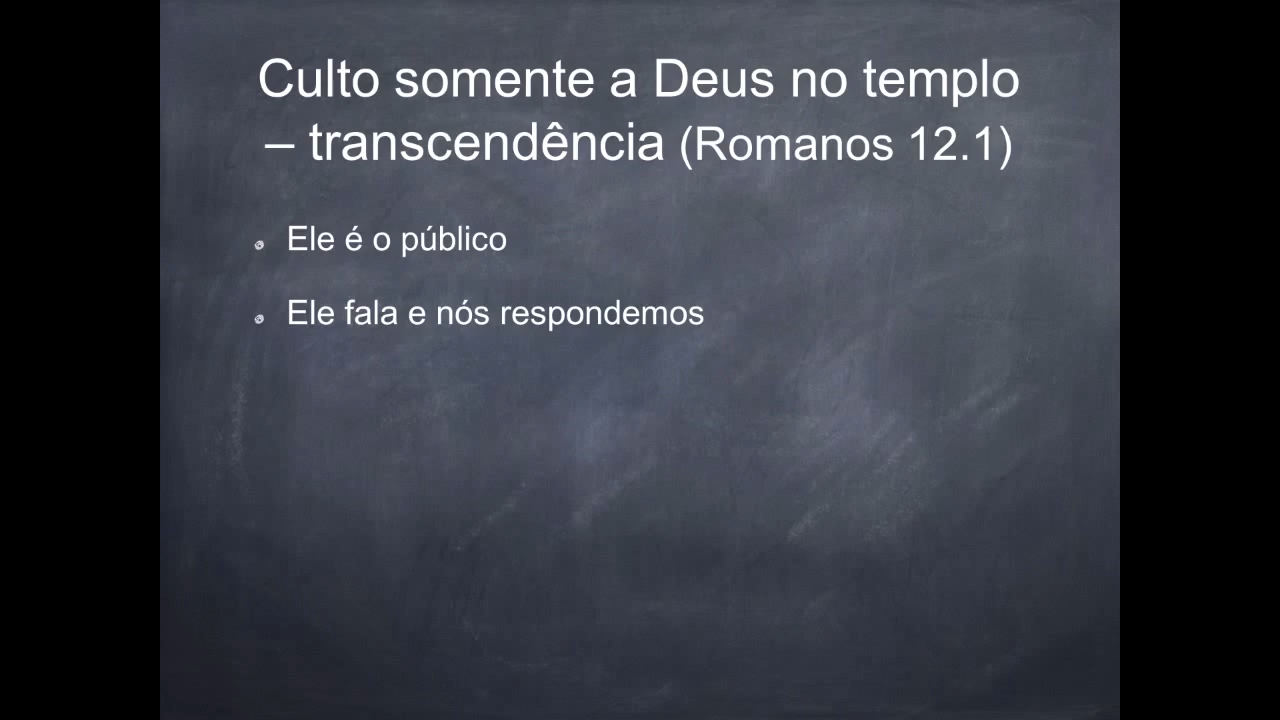 Culto somente a Deus no templo
– transcendência (Romanos 12.1)
Ele é o público
Ele fala e nós respondemos